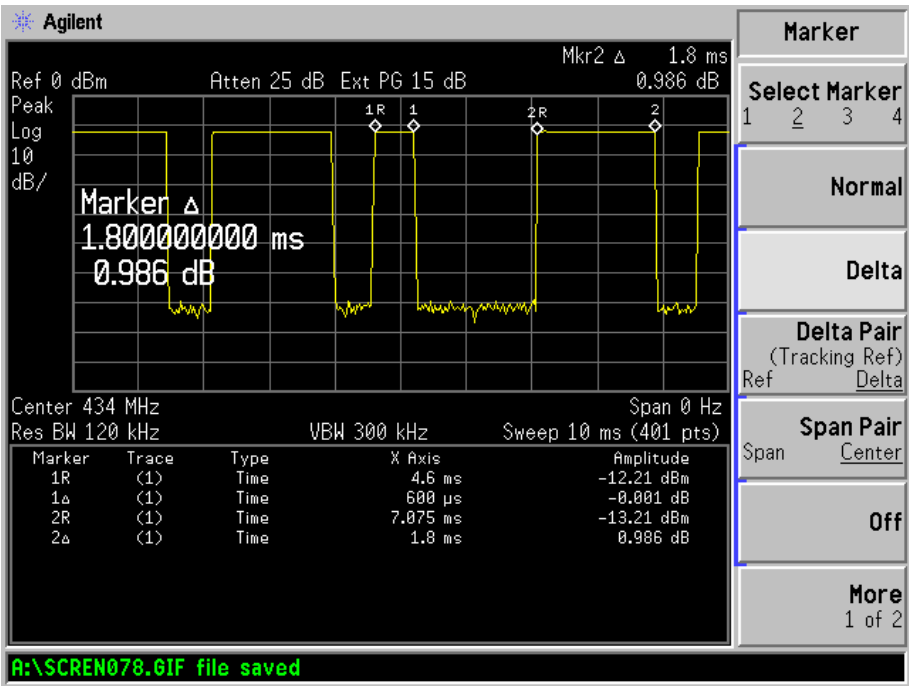 Agilent
Mkr2 Δ 1.8 ms
Ref 0 dBm Atten 25 dB Ext PG 15 dB 0.986 dB
Peak
Log
10
dB/
1R 1 2R 2
Marker Δ
1.800000000 ms
0.986 dB
Center 434 MHz Span 0 Hz
Res BW 120 kHz VBW 300 kHz Sweep 10 ms (401 pts)
Marker Trace Type X Axis Amplitude
1R (1) Time 4.6 ms -12.21 dBm
1Δ (1) Time 600 µs -0.001 dB
2R (1) Time 7.075 ms -13.21 dBm
2Δ (1) Time 1.8 ms 0.986 dB
A:\SCREN078.GIF file saved
Marker
Select Marker
1 2 3 4
Normal
Delta
Delta Pair
(Tracking Ref)
Ref Delta
Span Pair
Span Center
Off
More
1 of 2